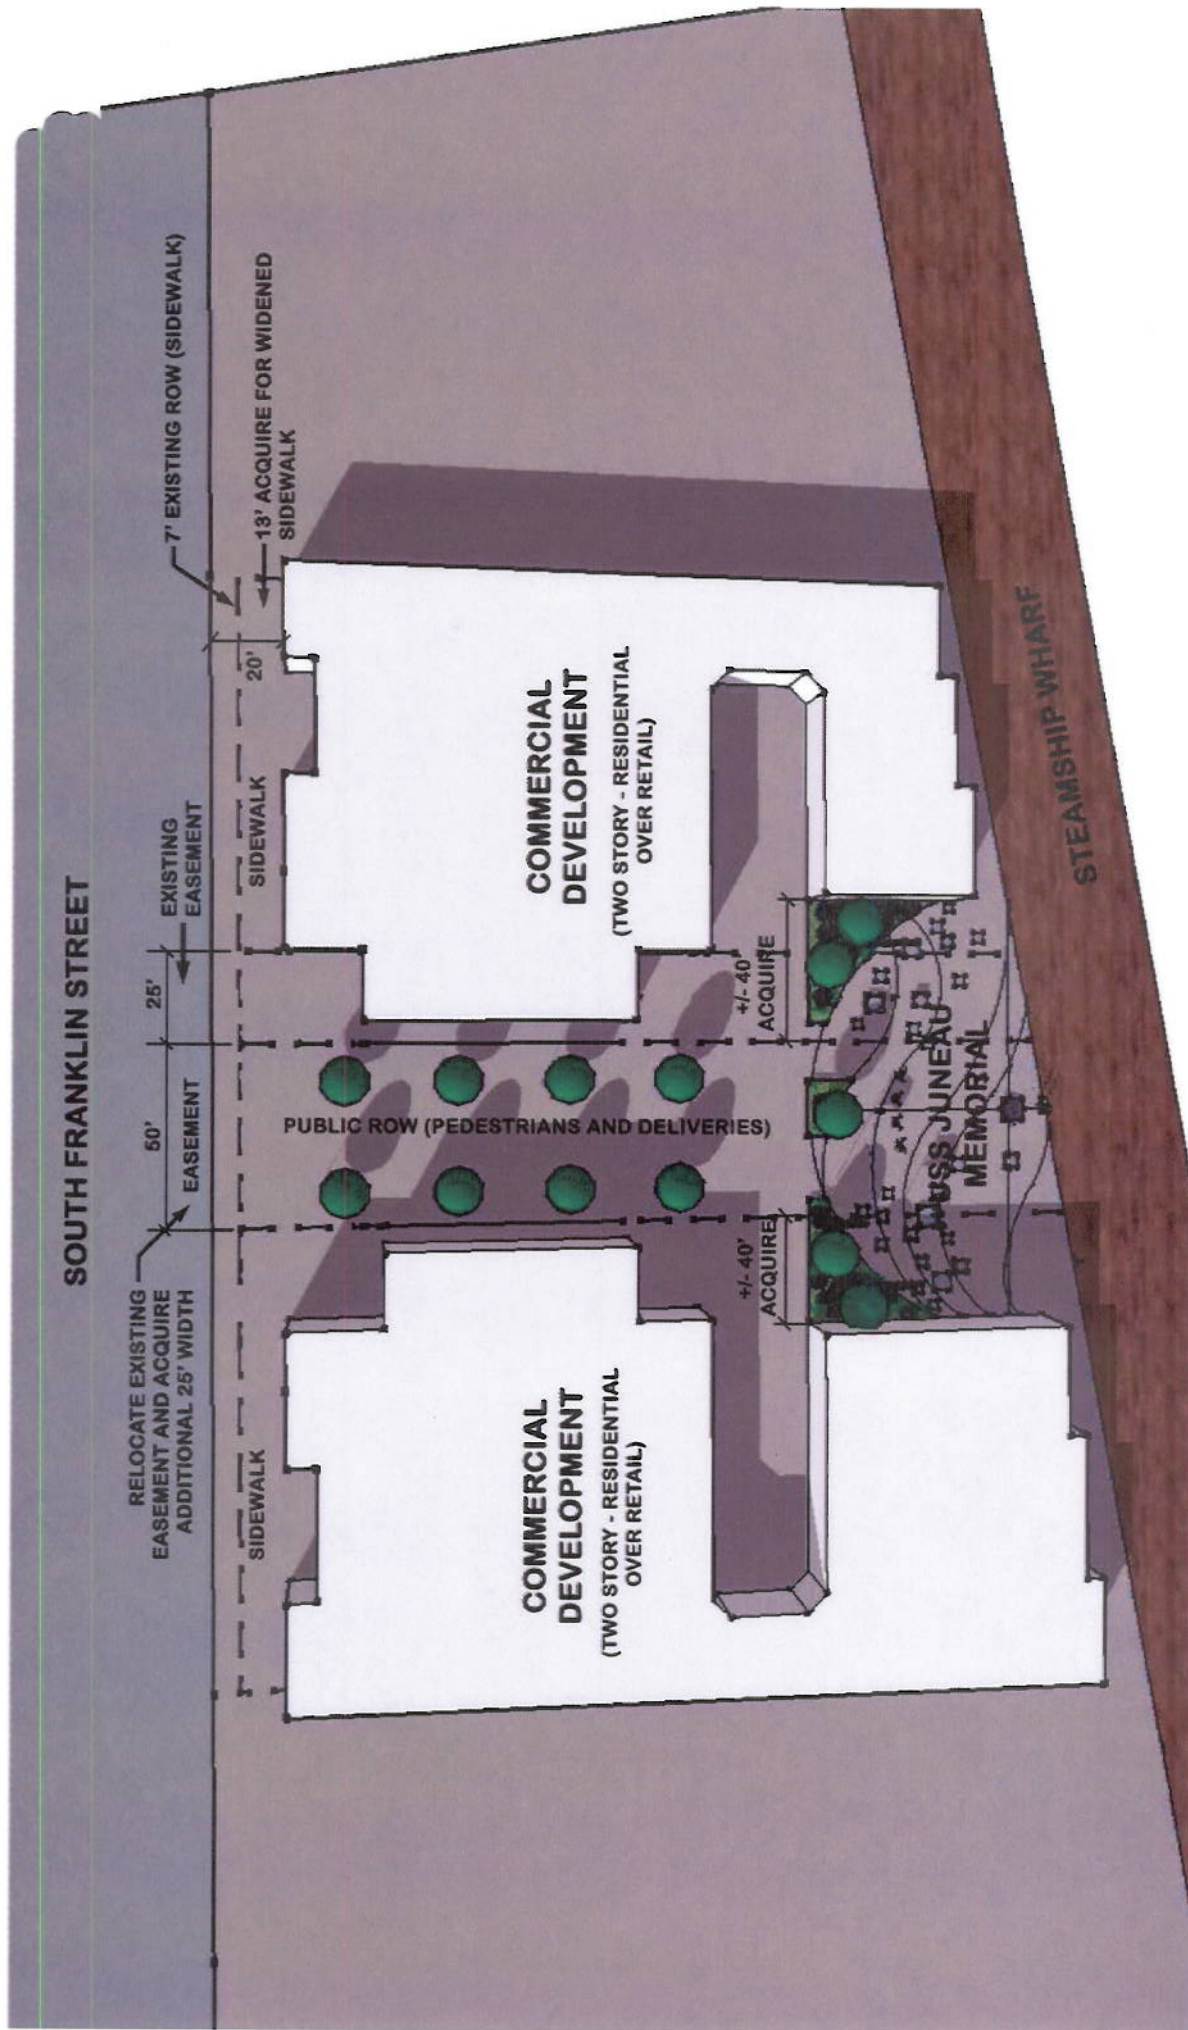 SOUTH FRANKLIN STREET
RELOCATE EXISTING
EASEMENT AND ACQUIRE
ADDITIONAL 25' WIDTH
50'
25'
EASEMENT
EXISTING
EASEMENT
7' EXISTING ROW (SIDEWALK)
13' ACQUIRE FOR WIDENED
SIDEWALK
20'
SIDEWALK
SIDEWALK
PUBLIC ROW (PEDESTRIANS AND DELIVERIES)
COMMERCIAL
DEVELOPMENT
(TWO STORY - RESIDENTIAL
OVER RETAIL)
COMMERCIAL
DEVELOPMENT
(TWO STORY - RESIDENTIAL
OVER RETAIL)
+/- 40'
ACQUIRE
+/- 40'
ACQUIRE
USS JUNEAU
MEMORIAL
STEAMSHIP WHARF